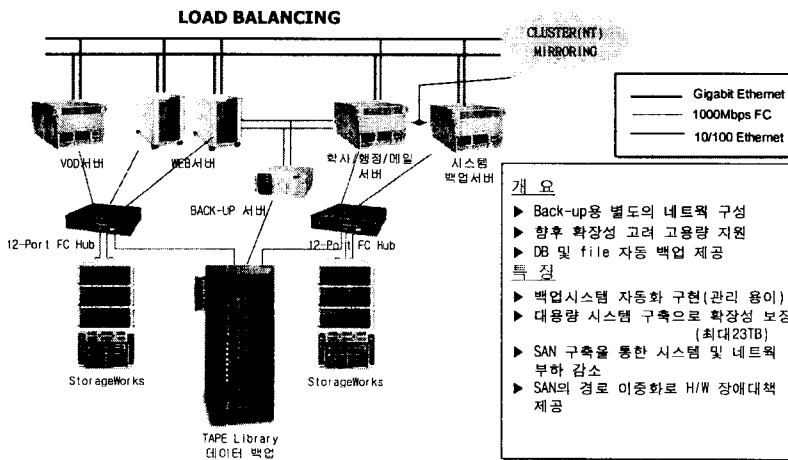 LOAD BALANCING
CLUSTER(NT)
MIRRORING
Gigabit Ethernet
1000Mbps FC
10/100 Ethernet
VOD서버
WEB서버
학사/행정/메일
서버
시스템
백업서버
BACK-UP 서버
12-Port FC Hub
12-Port FC Hub
StorageWorks
StorageWorks
TAPE Library
데이터 백업
개 요
▶ Back-up용 별도의 네트웍 구성
▶ 향후 확장성 고려 고용량 지원
▶ DB 및 file 자동 백업 제공
특 징
▶ 백업시스템 자동화 구현(관리 용이)
▶ 대용량 시스템 구축으로 확장성 보장
(최대23TB)
▶ SAN 구축을 통한 시스템 및 네트웍
부하 감소
▶ SAN의 경로 이중화로 H/W 장애대책
제공